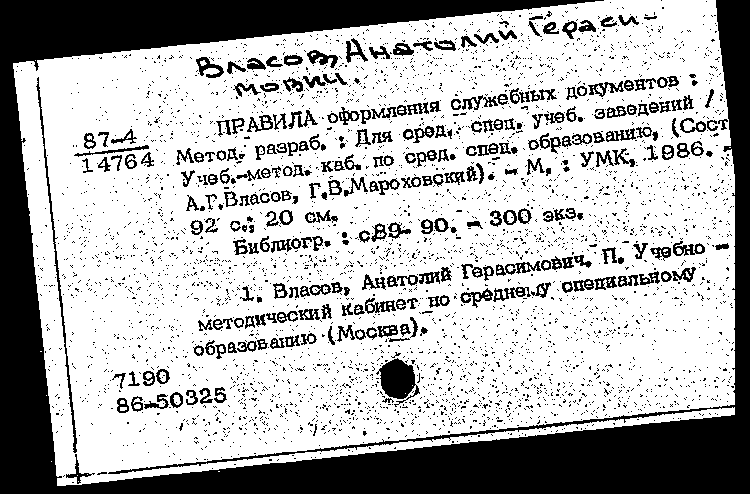 Власов, Анатолий Гераси-
мович.
87-4
14764
ПРАВИЛА оформления служебных документов :
Метод. разраб. : Для сред. спец. учеб. заведений /
Учеб.-метод. каб. по сред. спец. образованию, (Сост
А.Г.Власов, Г.В.Мароховский). - М. : УМК, 1986. -
92 с.; 20 см.
Библиогр. : с.89- 90. - 300 экз.
1. Власов, Анатолий Герасимович. П. Учебно -
методический кабинет по среднему специальному
образованию (Москва).
7190
86-50325